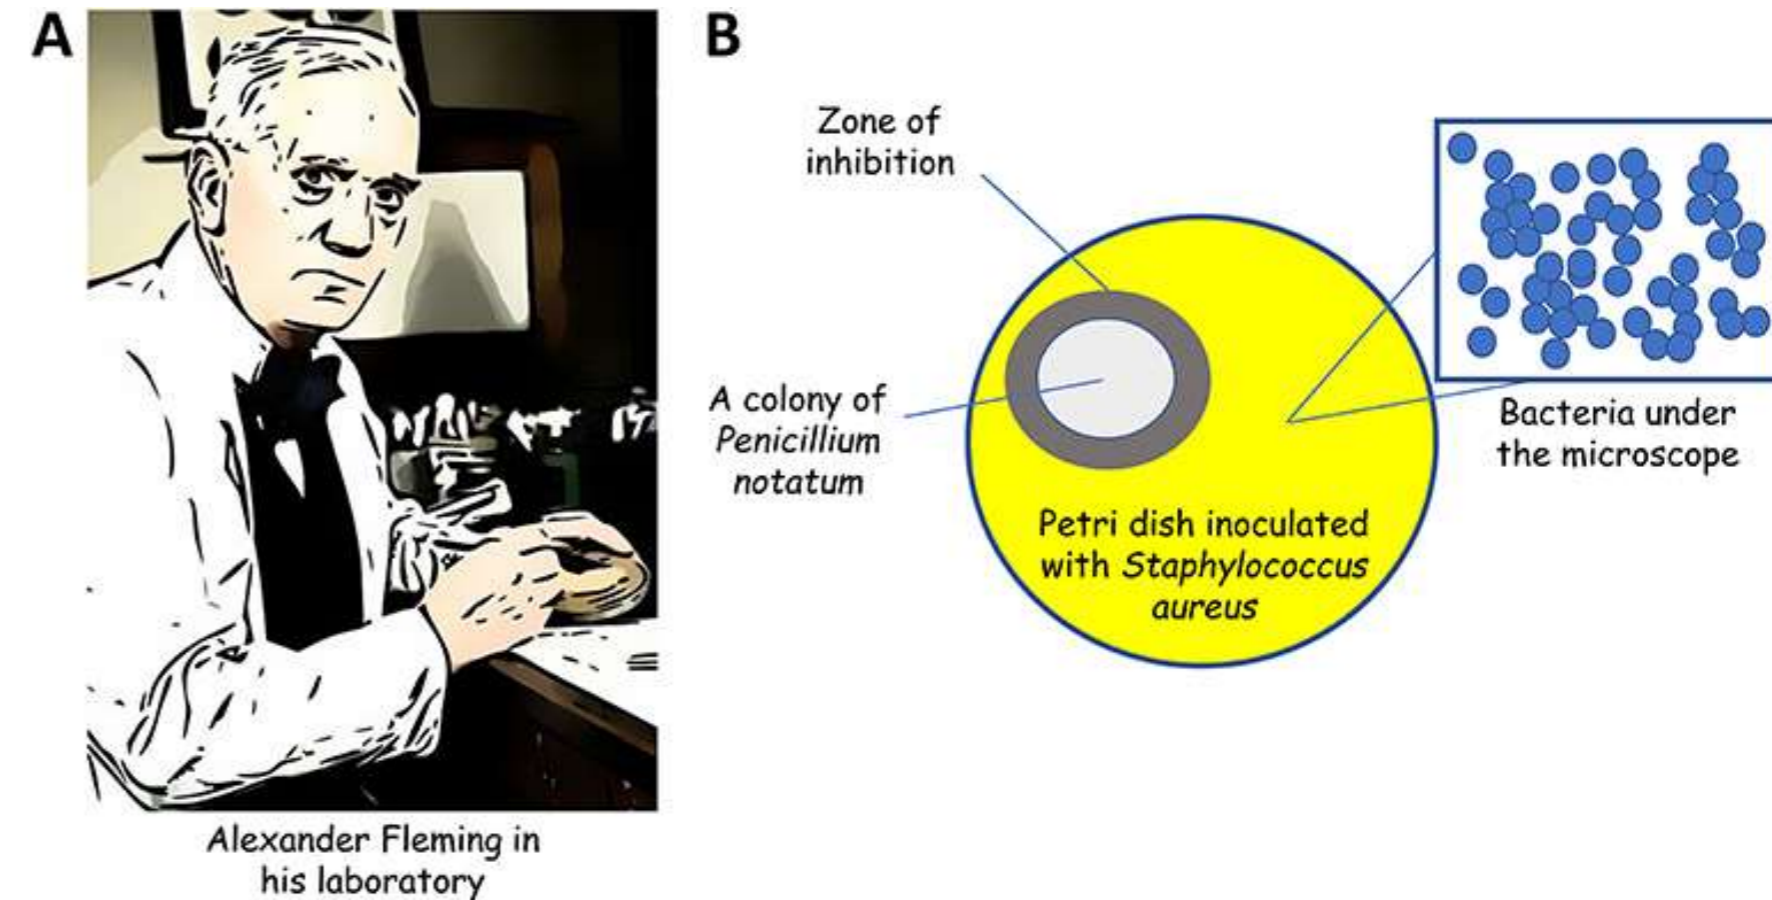 A
B
Zone of
inhibition
A colony of
Penicillium
notatum
Petri dish inoculated
with Staphylococcus
aureus
Bacteria under
the microscope
Alexander Fleming in
his laboratory